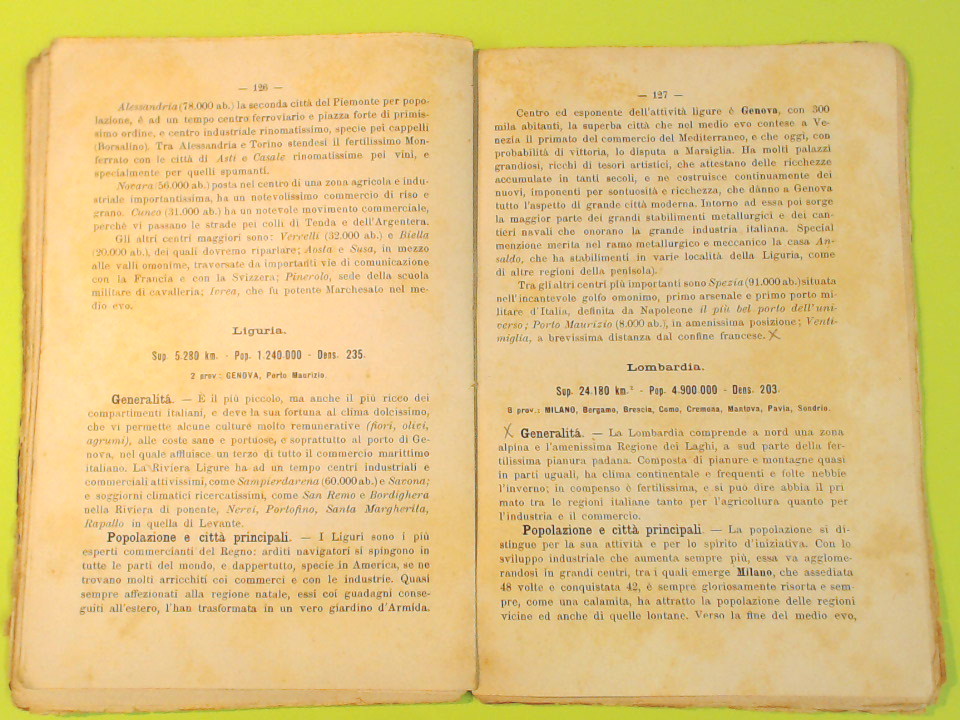 — 126 —
Alessandria (78.000 ab.) la seconda città del Piemonte per popo-
lazione, è ad un tempo centro ferroviario e piazza forte di primis-
simo ordine, e centro industriale rinomatissimo, specie pei cappelli
(Borsalino). Tra Alessandria e Torino stendesi il fertilissimo Mon-
ferrato con le città di Asti e Casale rinomatissime pei vini, e
specialmente per quelli spumanti.
Novara 56.000 ab.) posta nel centro di una zona agricola e indu-
striale importantissima, ha un notevolissimo commercio di riso e
grano. Cuneo (31.000 ab.) ha un notevole movimento commerciale,
perchè vi passano le strade pei colli di Tenda e dell'Argentera.
Gli altri centri maggiori sono: Vercelli (32.000 ab.) e Biella
(20.000 ab.), dei quali dovremo riparlare; Aosta e Susa, in mezzo
alle valli omonime, traversate da importanti vie di comunicazione
con la Francia e con la Svizzera; Pinerolo, sede della scuola
militare di cavalleria; Ivrea, che fu potente Marchesato nel me-
dio evo.
Liguria.
Sup. 5.280 km. - Pop. 1.240.000 - Dens. 235.
2 prov.: GENOVA, Porto Maurizio.
Generalità. — È il più piccolo, ma anche il più ricco dei
compartimenti italiani, e deve la sua fortuna al clima dolcissimo,
che vi permette alcune culture molto remunerative (fiori, olivi,
agrumi), alle coste sane e portuose, e soprattutto al porto di Ge-
nova, nel quale affluisce un terzo di tutto il commercio marittimo
italiano. La Riviera Ligure ha ad un tempo centri industriali e
commerciali attivissimi, come Sampierdarena (60.000 ab.) e Savona;
e soggiorni climatici ricercatissimi, come San Remo e Bordighera
nella Riviera di ponente, Nervi, Portofino, Santa Margherita,
Rapallo in quella di Levante.
Popolazione e città principali. — I Liguri sono i più
esperti commercianti del Regno: arditi navigatori si spingono in
tutte le parti del mondo, e dappertutto, specie in America, se ne
trovano molti arricchiti coi commerci e con le industrie. Quasi
sempre affezionati alla regione natale, essi coi guadagni conse-
guiti all'estero, l'han trasformata in un vero giardino d'Armida.
— 127 —
Centro ed esponente dell'attività ligure è Genova, con 300
mila abitanti, la superba città che nel medio evo contese a Ve-
nezia il primato del commercio del Mediterraneo, e che oggi, con
probabilità di vittoria, lo disputa a Marsiglia. Ha molti palazzi
grandiosi, ricchi di tesori artistici, che attestano delle ricchezze
accumulate in tanti secoli, e ne costruisce continuamente dei
nuovi, imponenti per sontuosità e ricchezza, che dànno a Genova
tutto l'aspetto di grande città moderna. Intorno ad essa poi sorge
la maggior parte dei grandi stabilimenti metallurgici e dei can-
tieri navali che onorano la grande industria italiana. Special
menzione merita nel ramo metallurgico e meccanico la casa An-
saldo, che ha stabilimenti in varie località della Liguria, come
di altre regioni della penisola).
Tra gli altri centri più importanti sono Spezia (91.000 ab.) situata
nell'incantevole golfo omonimo, primo arsenale e primo porto mi-
litare d'Italia, definita da Napoleone il più bel porto dell'uni-
verso; Porto Maurizio (8.000 ab.), in amenissima posizione; Venti-
miglia, a brevissima distanza dal confine francese. X
Lombardia.
Sup. 24.180 km.² - Pop. 4.900.000 - Dens. 203.
8 prov.: MILANO, Bergamo, Brescia, Como, Cremona, Mantova, Pavia, Sondrio.
X Generalità. — La Lombardia comprende a nord una zona
alpina e l'amenissima Regione dei Laghi, a sud parte della fer-
tilissima pianura padana. Composta di pianure e montagne quasi
in parti uguali, ha clima continentale e frequenti e folte nebbie
l'inverno; in compenso è fertilissima, e si può dire abbia il pri
mato tra le regioni italiane tanto per l'agricoltura quanto per
l'industria e il commercio.
Popolazione e città principali. — La popolazione si di-
stingue per la sua attività e per lo spirito d'iniziativa. Con lo
sviluppo industriale che aumenta sempre più, essa va agglome-
randosi in grandi centri, tra i quali emerge Milano, che assediata
48 volte e conquistata 42, è sempre gloriosamente risorta e sem-
pre, come una calamita, ha attratto la popolazione delle regioni
vicine ed anche di quelle lontane. Verso la fine del medio evo,